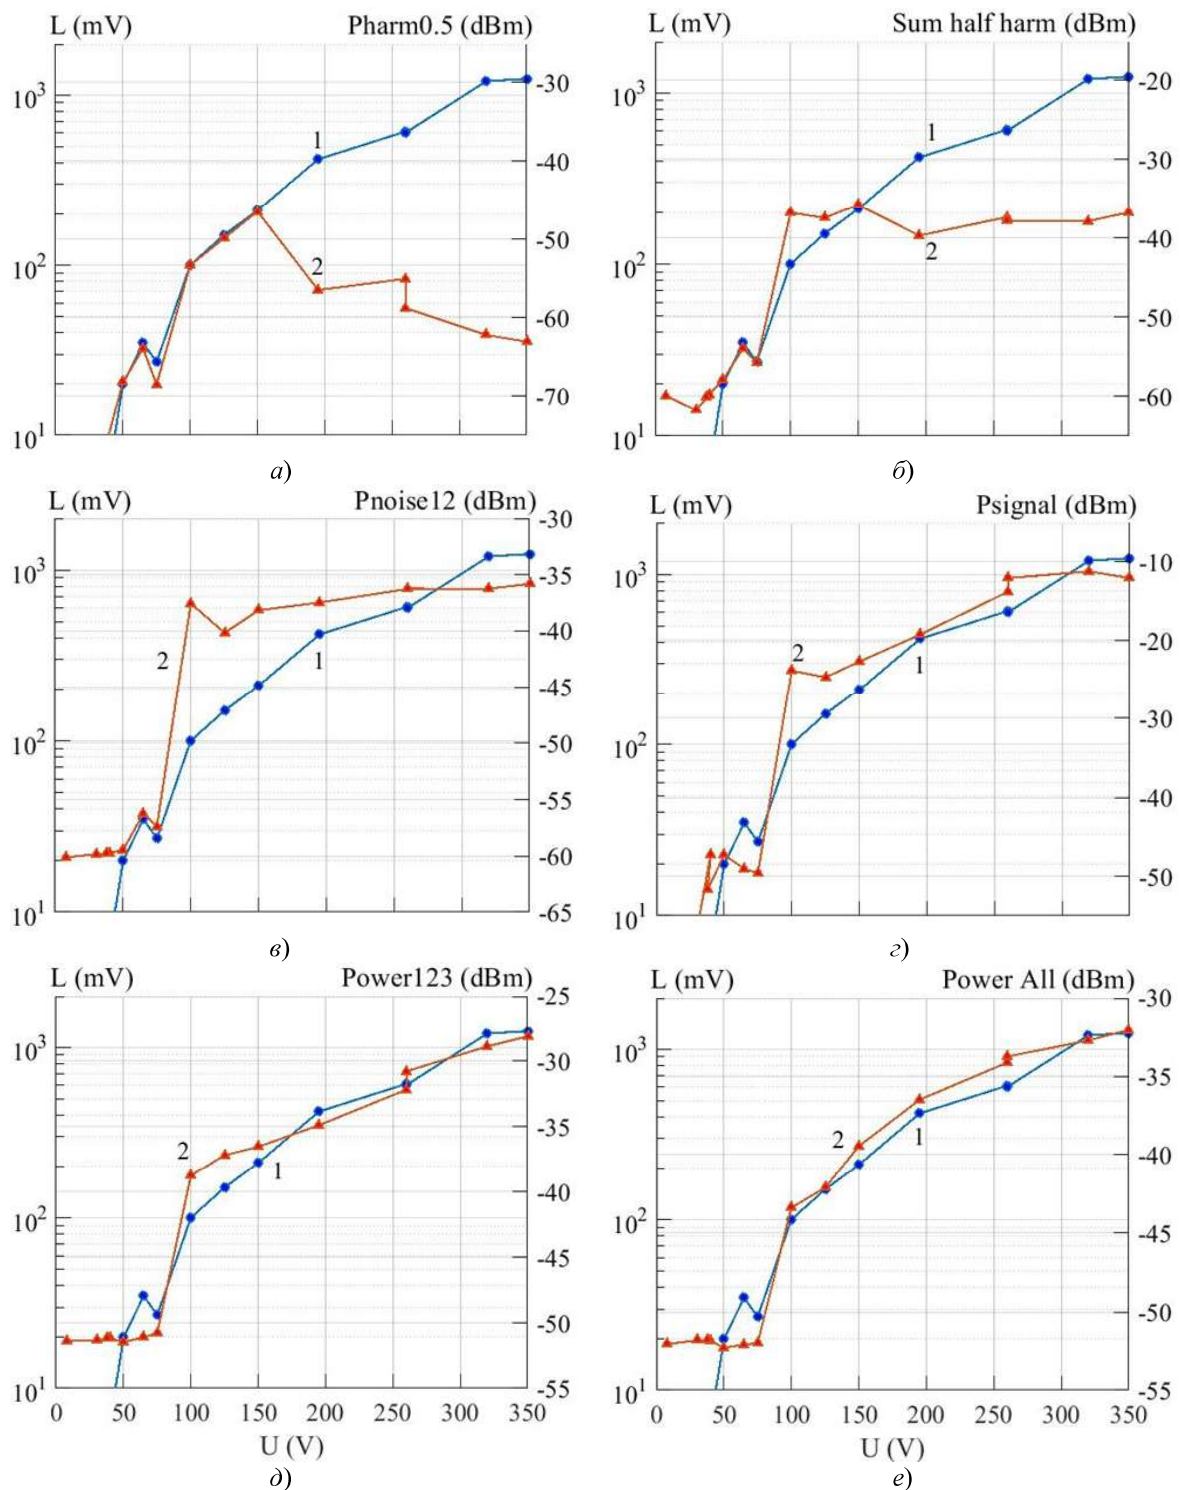 L (mV) Pharm0.5 (dBm) L (mV) Sum half harm (dBm)
10³ 1 -30 10³ 1 -20
-40 -30
-50 -40
10² 2 10² 2
-60 -50
-70 -60
10¹ 10¹
а) б)
L (mV) Pnoise12 (dBm) L (mV) Psignal (dBm)
-30
10³ -35 10³ -10
-40 -20
2 1 2 1
-45 -30
10² -50 10²
-55 -40
-60 -50
10¹ -65 10¹
в) г)
L (mV) Power123 (dBm) L (mV) Power All (dBm)
-25 -30
10³ -30 10³ -35
-35 -40
2 1 2 1
-40 -45
10² -45 10²
-50 -50
10¹ -55 10¹ -55
0 50 100 150 200 250 300 350 0 50 100 150 200 250 300 350
U (V) U (V)
д) е)